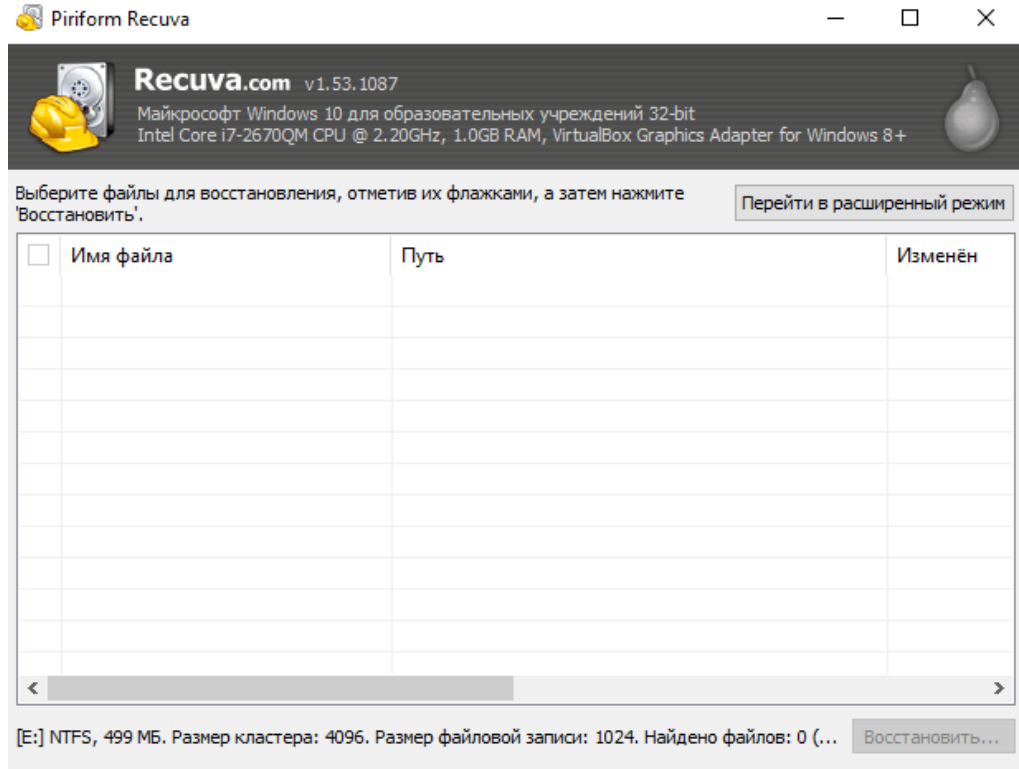 Piriform Recuva
Recuva.com v1.53.1087
Майкрософт Windows 10 для образовательных учреждений 32-bit
Intel Core i7-2670QM CPU @ 2.20GHz, 1.0GB RAM, VirtualBox Graphics Adapter for Windows 8+
Выберите файлы для восстановления, отметив их флажками, а затем нажмите
'Восстановить'.
Перейти в расширенный режим
Имя файла Путь Изменён
[E:] NTFS, 499 МБ. Размер кластера: 4096. Размер файловой записи: 1024. Найдено файлов: 0 (...
Восстановить...